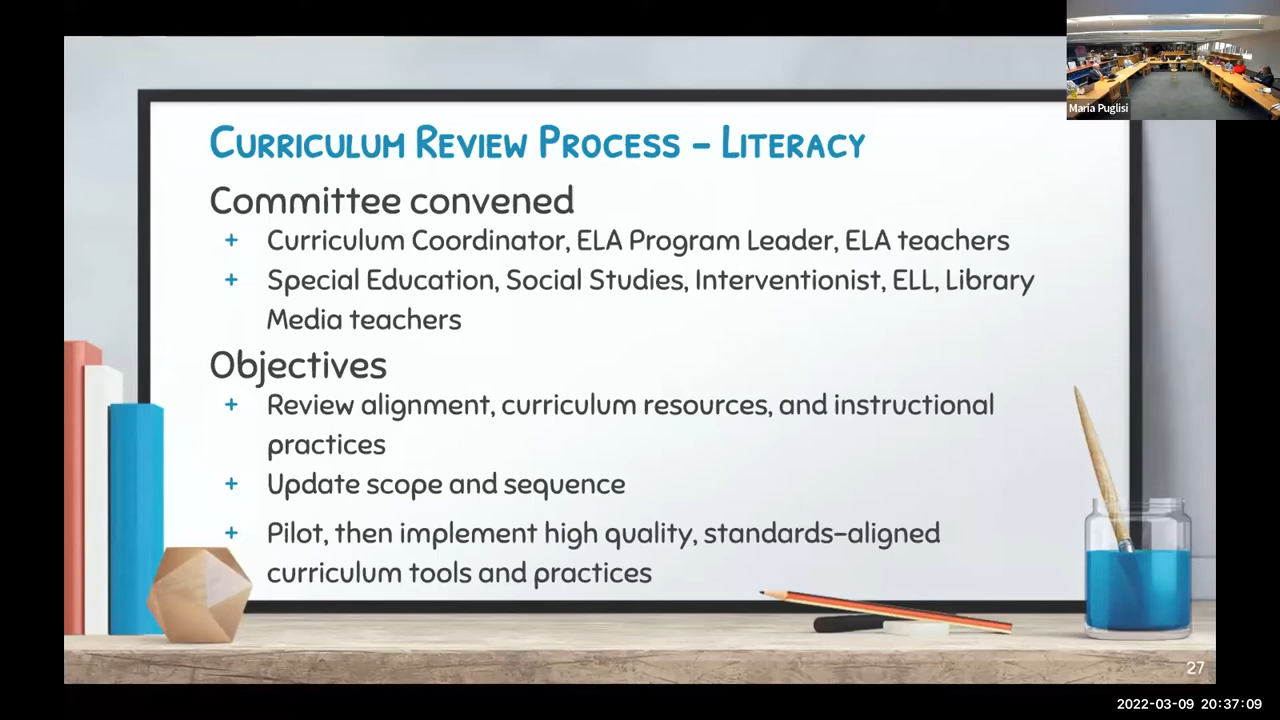 Maria Puglisi
Curriculum Review Process – Literacy
Committee convened
+ Curriculum Coordinator, ELA Program Leader, ELA teachers
+ Special Education, Social Studies, Interventionist, ELL, Library
Media teachers
Objectives
+ Review alignment, curriculum resources, and instructional
practices
+ Update scope and sequence
+ Pilot, then implement high quality, standards-aligned
curriculum tools and practices
27
2022-03-09 20:37:09